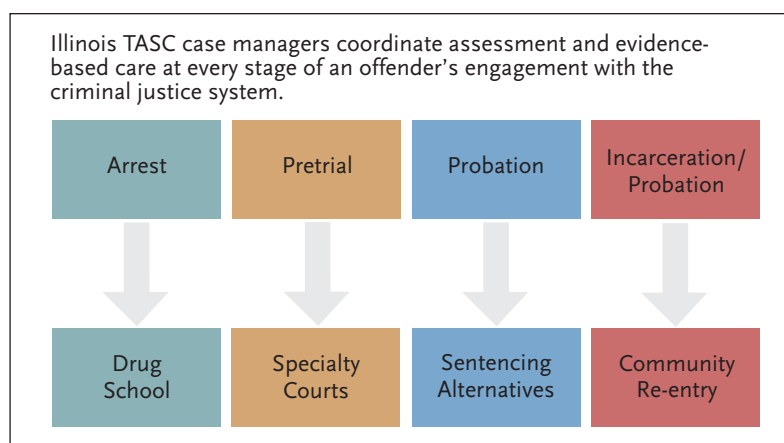 Illinois TASC case managers coordinate assessment and evidence-
based care at every stage of an offender’s engagement with the
criminal justice system.
Arrest
Pretrial
Probation
Incarceration/
Probation
Drug
School
Specialty
Courts
Sentencing
Alternatives
Community
Re-entry